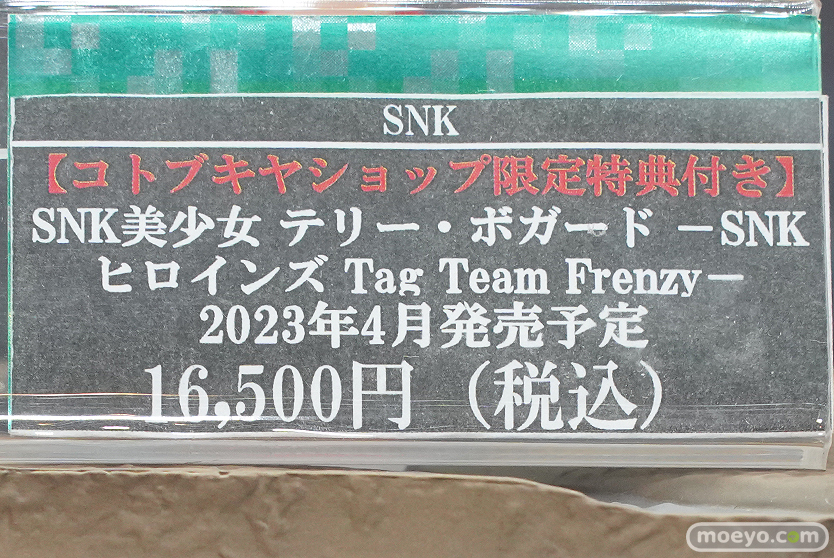 SNK
【コトブキヤショップ限定特典付き】
SNK美少女 テリー・ボガード －SNK
ヒロインズ Tag Team Frenzy－
2023年4月発売予定
16,500円（税込）
moeyo.com